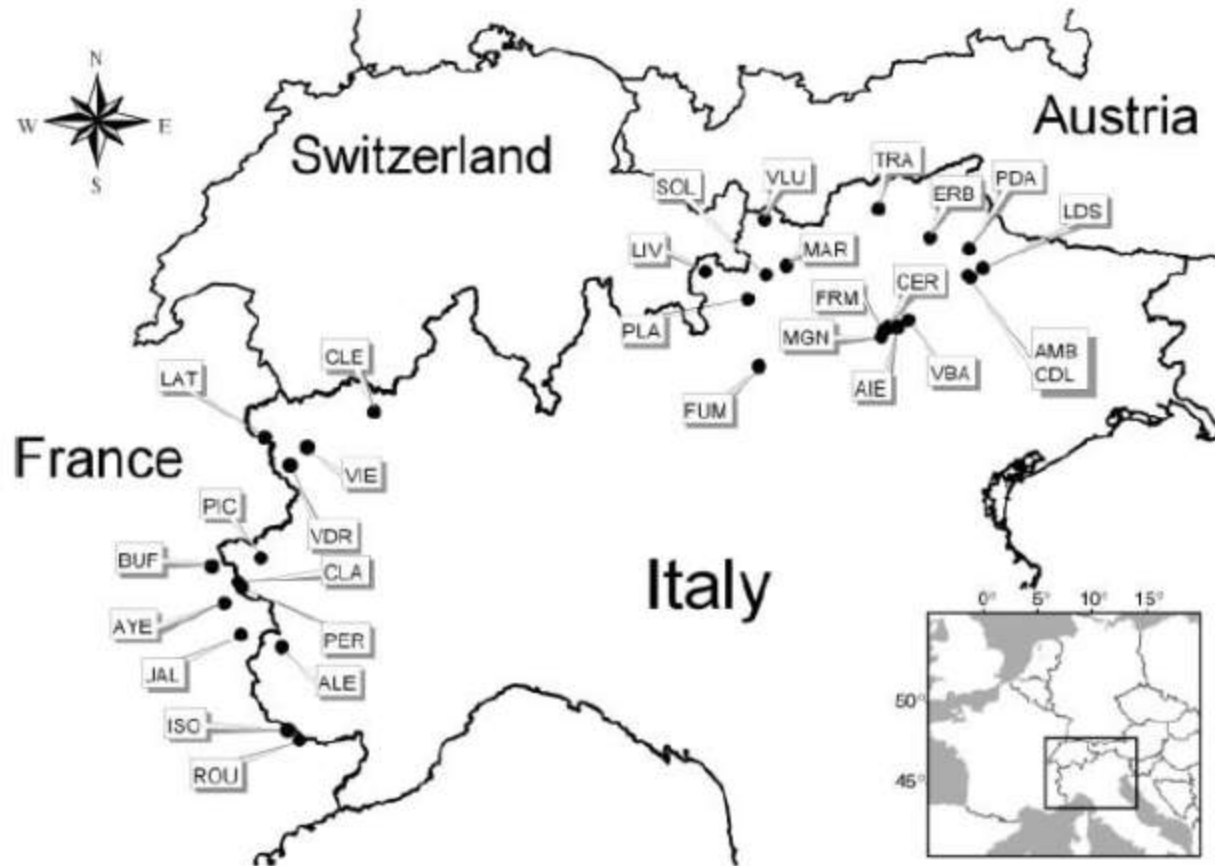 N
W
E
S
Switzerland
Austria
SOL
VLU
TRA
ERB
PDA
LDS
LIV
MAR
CER
FRM
PLA
MGN
AIE
VBA
AMB
CDL
FUM
CLE
LAT
France
VIE
VDR
PIC
BUF
CLA
Italy
AYE
PER
JAL
ALE
ISO
ROU
0° 5° 10° 15°
50°
45°